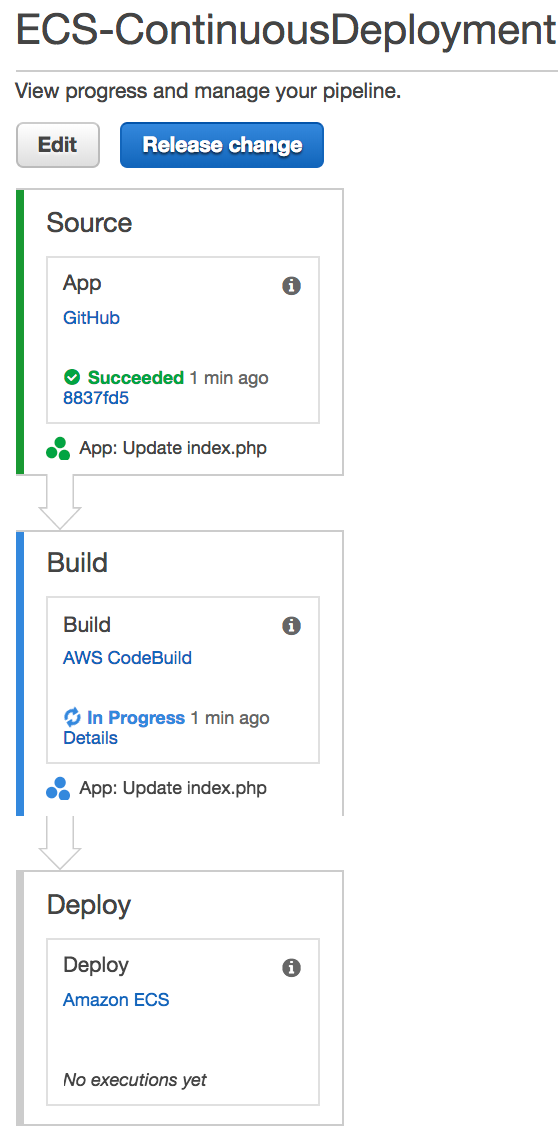 ECS-ContinuousDeployment
View progress and manage your pipeline.
Edit
Release change
Source
App
GitHub
Succeeded 1 min ago
8837fd5
App: Update index.php
Build
Build
AWS CodeBuild
In Progress 1 min ago
Details
App: Update index.php
Deploy
Deploy
Amazon ECS
No executions yet